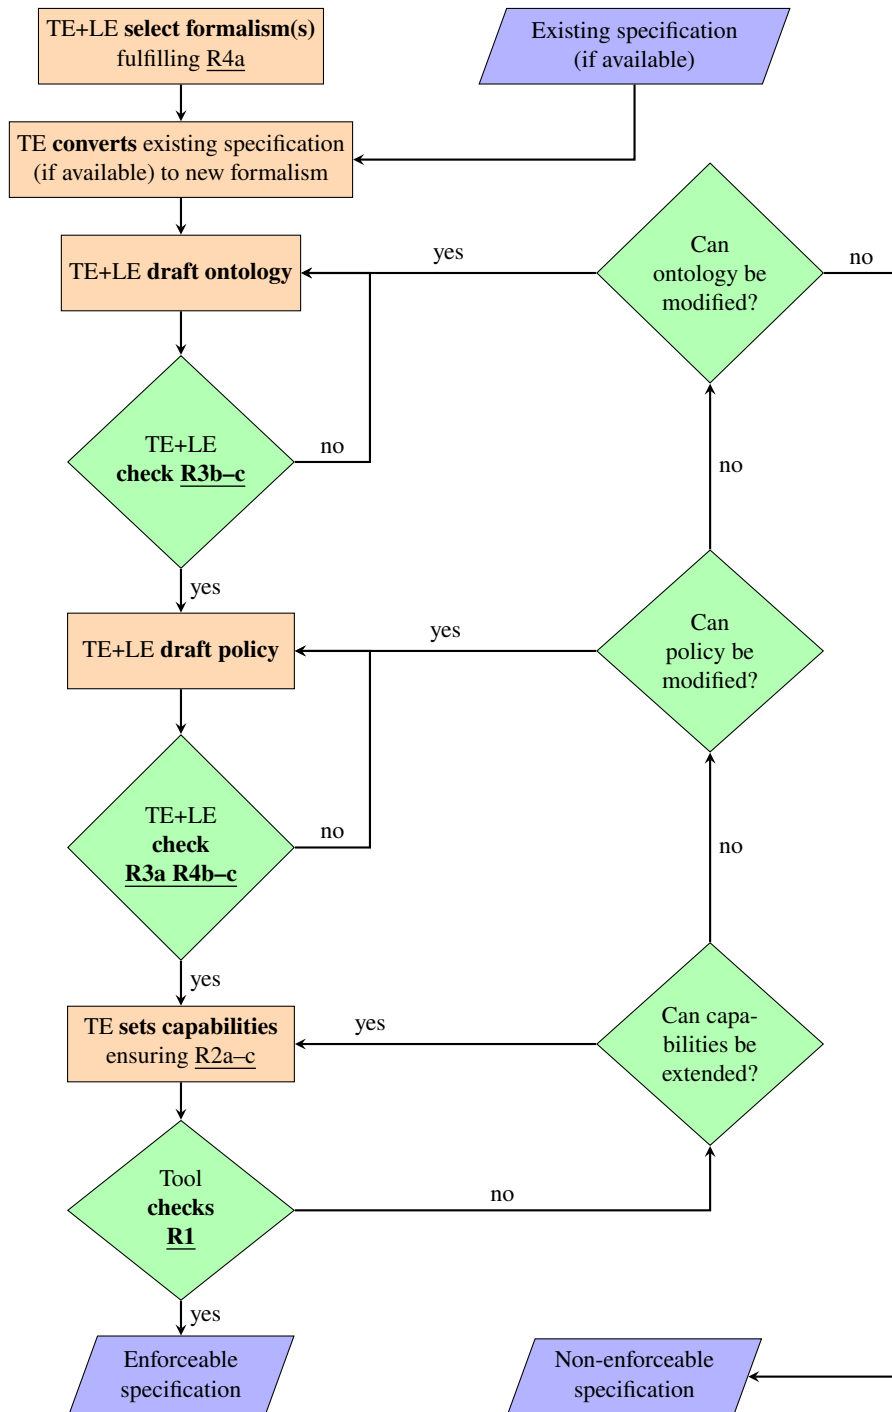 TE+LE select formalism(s)
fulfilling R4a
Existing specification
(if available)
TE converts existing specification
(if available) to new formalism
TE+LE draft ontology
yes
Can
ontology be
modified?
no
TE+LE
check R3b–c
no
no
yes
TE+LE draft policy
yes
Can
policy be
modified?
TE+LE
check
R3a R4b–c
no
no
yes
TE sets capabilities
ensuring R2a–c
yes
Can capa-
bilities be
extended?
Tool
checks
R1
no
yes
Enforceable
specification
Non-enforceable
specification